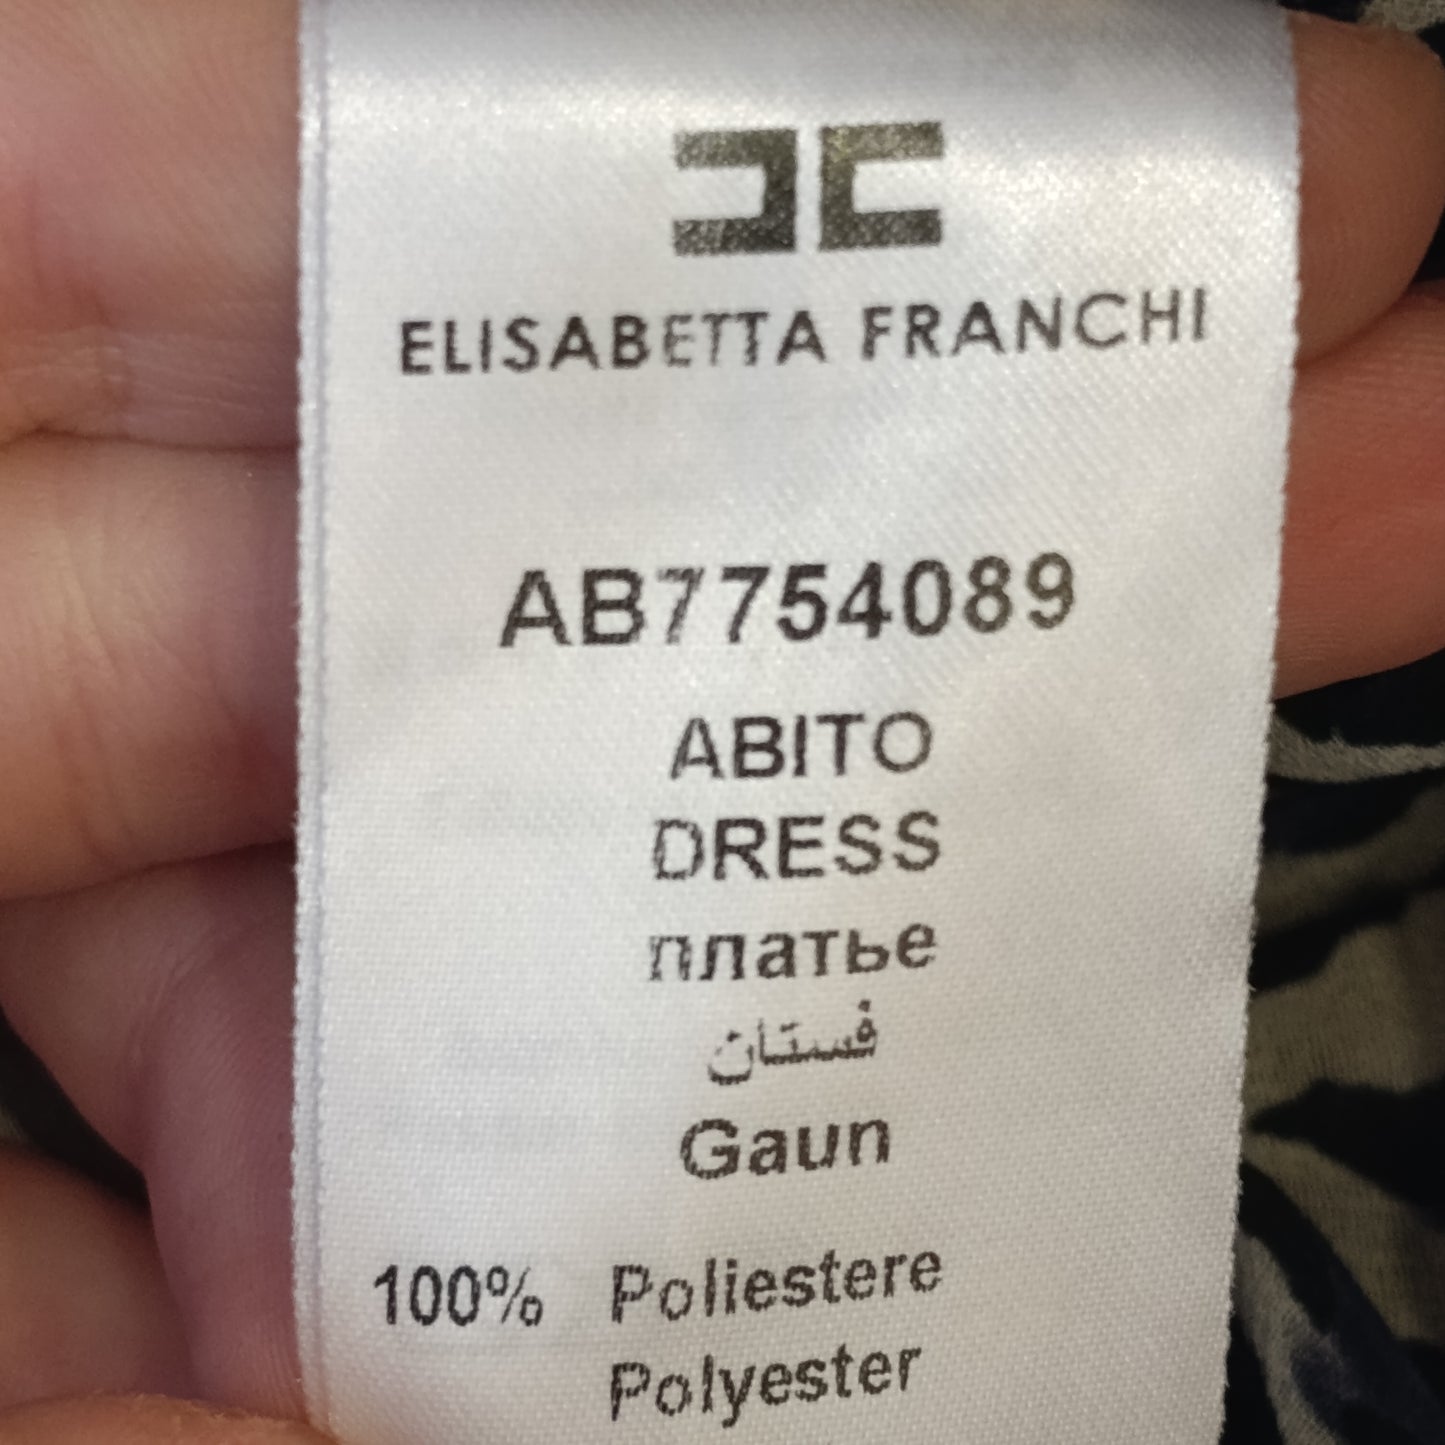 ELISABETTA FRANCHI
AB7754089
ABITO
DRESS
платье
فستان
Gaun
100% Poliestere
Polyester